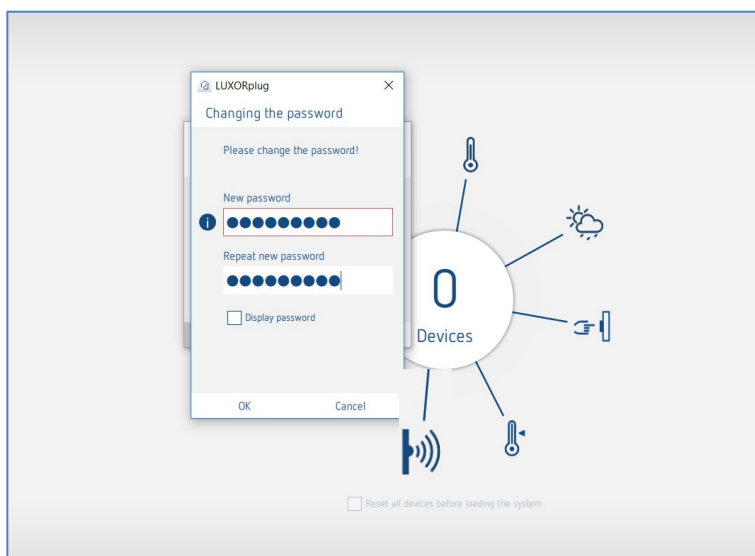 LUXORplug
Changing the password
Please change the password!
New password
Repeat new password
Display password
OK Cancel
0
Devices
Reset all devices before loading the system